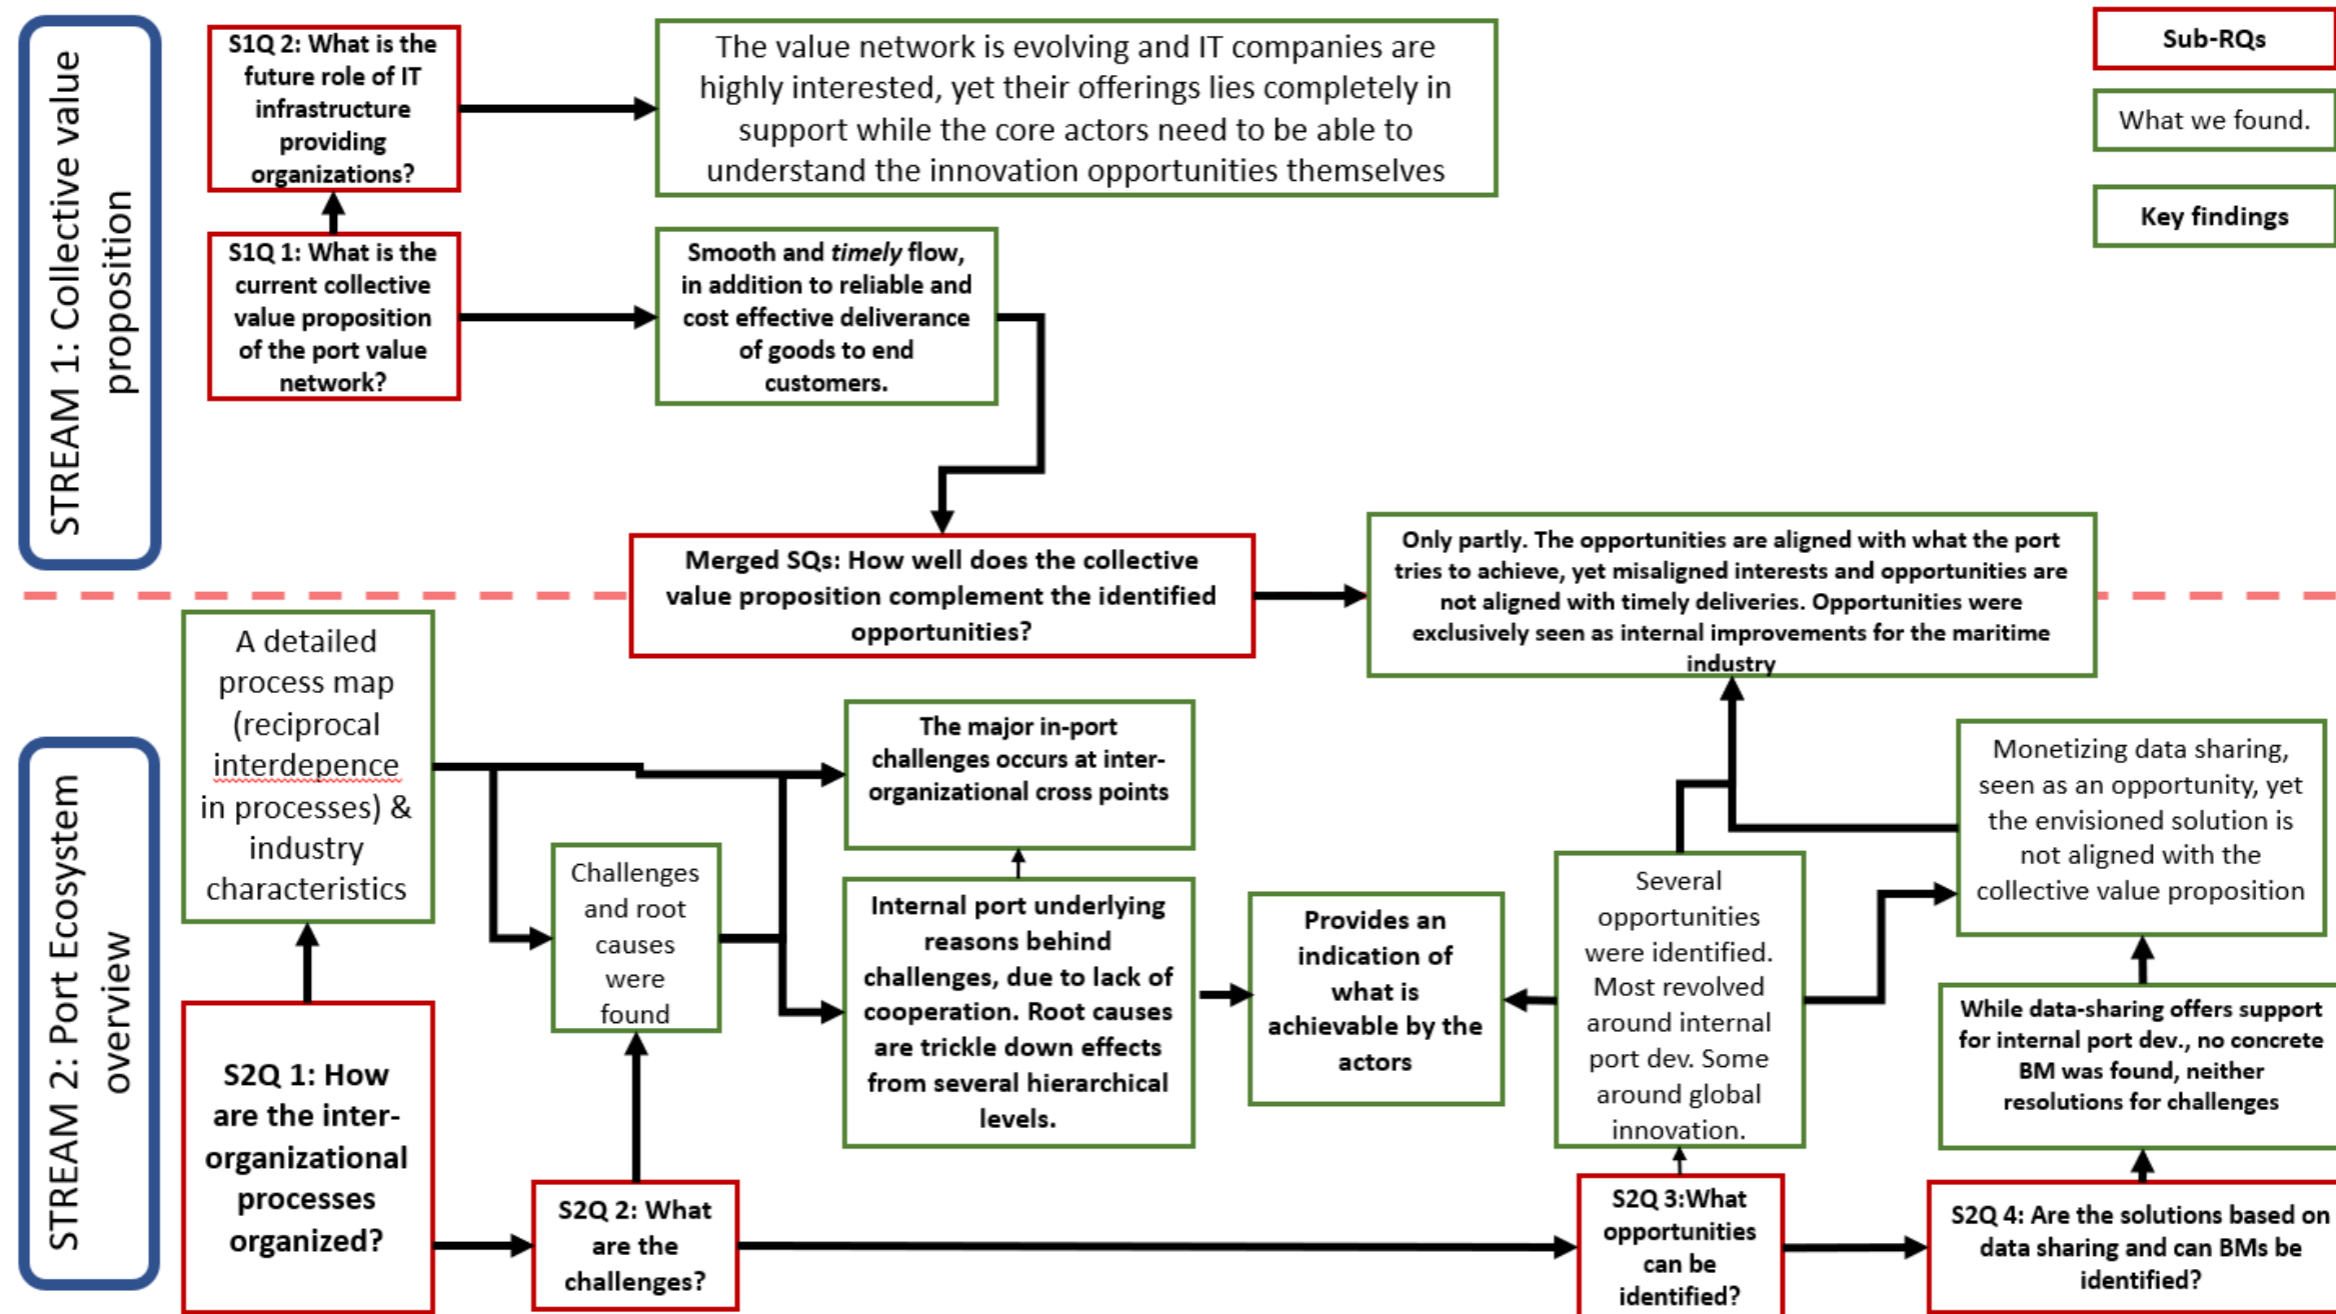 STREAM 1: Collective value
proposition
S1Q 2: What is the
future role of IT
infrastructure
providing
organizations?
The value network is evolving and IT companies are
highly interested, yet their offerings lies completely in
support while the core actors need to be able to
understand the innovation opportunities themselves
Sub-RQs
What we found.
Key findings
S1Q 1: What is the
current collective
value proposition
of the port value
network?
Smooth and timely flow,
in addition to reliable and
cost effective deliverance
of goods to end
customers.
Merged SQs: How well does the collective
value proposition complement the identified
opportunities?
Only partly. The opportunities are aligned with what the port
tries to achieve, yet misaligned interests and opportunities are
not aligned with timely deliveries. Opportunities were
exclusively seen as internal improvements for the maritime
industry
STREAM 2: Port Ecosystem
overview
A detailed
process map
(reciprocal
interdepence
in processes) &
industry
characteristics
Challenges
and root
causes
were
found
The major in-port
challenges occurs at inter-
organizational cross points
Internal port underlying
reasons behind
challenges, due to lack of
cooperation. Root causes
are trickle down effects
from several hierarchical
levels.
Provides an
indication of
what is
achievable by the
actors
Several
opportunities
were identified.
Most revolved
around internal
port dev. Some
around global
innovation.
Monetizing data sharing,
seen as an opportunity, yet
the envisioned solution is
not aligned with the
collective value proposition
While data-sharing offers support
for internal port dev., no concrete
BM was found, neither
resolutions for challenges
S2Q 1: How
are the inter-
organizational
processes
organized?
S2Q 2: What
are the
challenges?
S2Q 3:What
opportunities
can be
identified?
S2Q 4: Are the solutions based on
data sharing and can BMs be
identified?